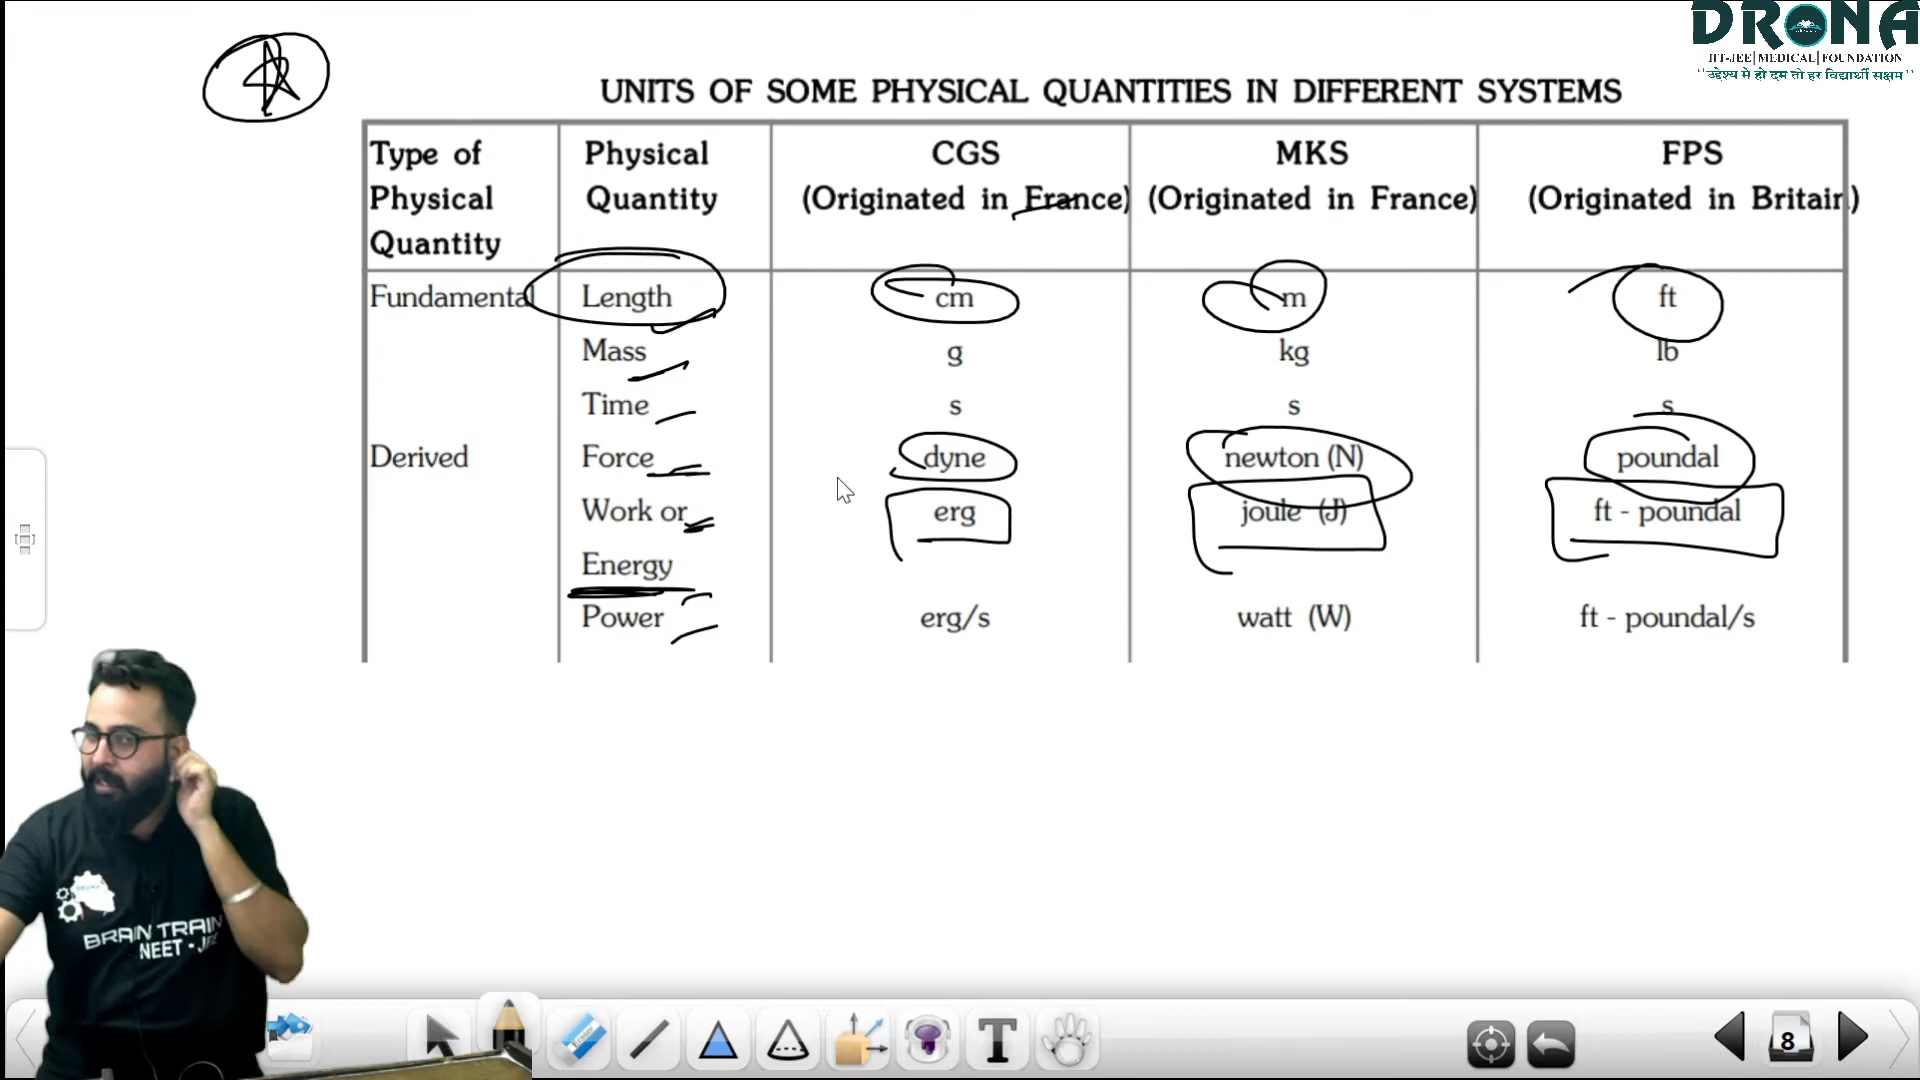 DRONA
IIT-JEE | MEDICAL | FOUNDATION
"उद्देश्य मे हो दम तो हर विद्यार्थी सक्षम"
UNITS OF SOME PHYSICAL QUANTITIES IN DIFFERENT SYSTEMS
Type of Physical Quantity
Physical Quantity
CGS (Originated in France)
MKS (Originated in France)
FPS (Originated in Britain)
Fundamental Length cm m ft
Mass g kg lb
Time s s s
Derived Force dyne newton (N) poundal
Work or erg joule (J) ft - poundal
Energy
Power erg/s watt (W) ft - poundal/s
BRAIN TRAIN
NEET - JEE
Eraser
T
8